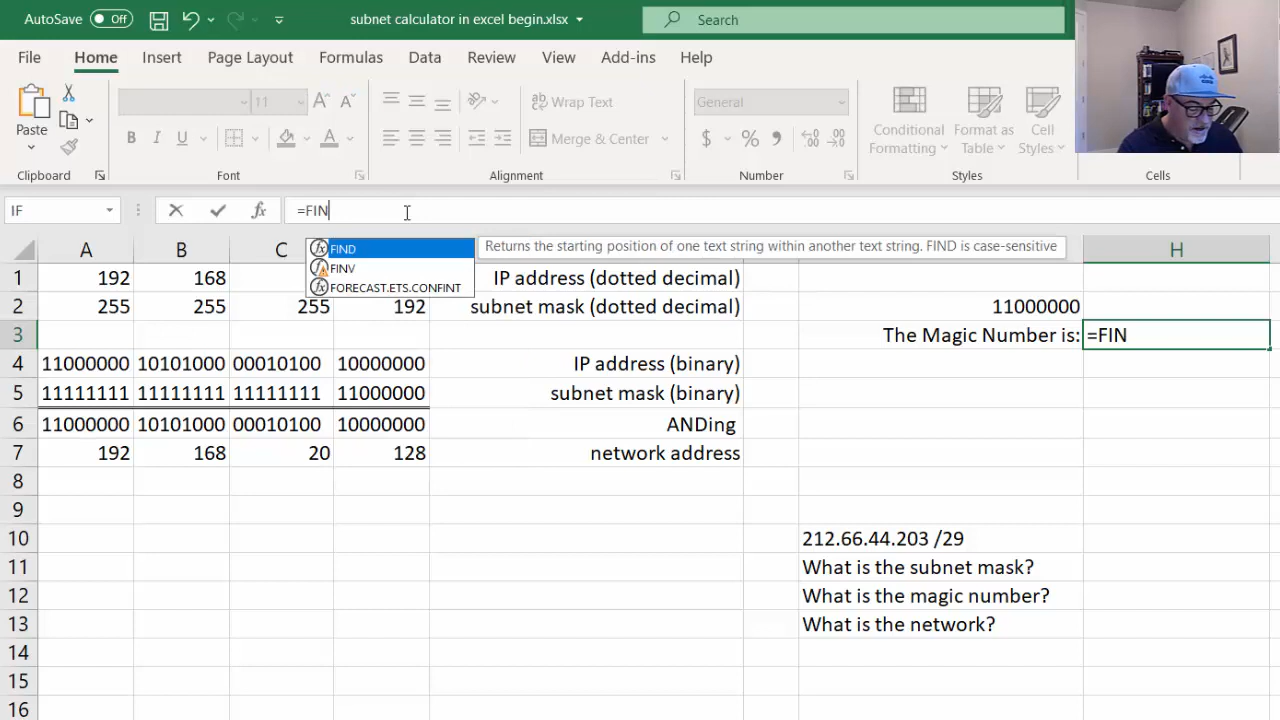 AutoSave Off subnet calculator in excel begin.xlsx Search
File Home Insert Page Layout Formulas Data Review View Add-ins Help
Paste B I U 11 A A ab Wrap Text Merge & Center General $ % 9 .00 Conditional Formatting Format as Table Cell Styles
Clipboard Font Alignment Number Styles Cells
IF fx =FIN
FIND Returns the starting position of one text string within another text string. FIND is case-sensitive
FINV
FORECAST.ETS.CONFINT
A B C H
1 192 168 IP address (dotted decimal)
2 255 255 255 192 subnet mask (dotted decimal) 11000000
3 The Magic Number is: =FIN
4 11000000 10101000 00010100 10000000 IP address (binary)
5 11111111 11111111 11111111 11000000 subnet mask (binary)
6 11000000 10101000 00010100 10000000 ANDing
7 192 168 20 128 network address
8
9
10 212.66.44.203 /29
11 What is the subnet mask?
12 What is the magic number?
13 What is the network?
14
15
16